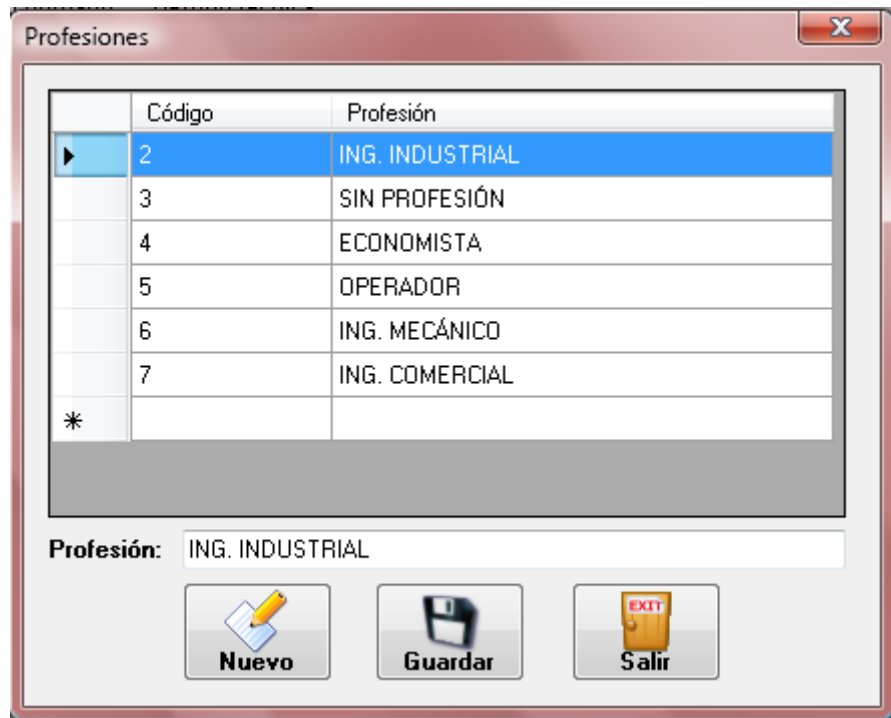 Profesiones
Código Profesión
2 ING. INDUSTRIAL
3 SIN PROFESIÓN
4 ECONOMISTA
5 OPERADOR
6 ING. MECÁNICO
7 ING. COMERCIAL
Profesión: ING. INDUSTRIAL
EXIT
Nuevo Guardar Salir